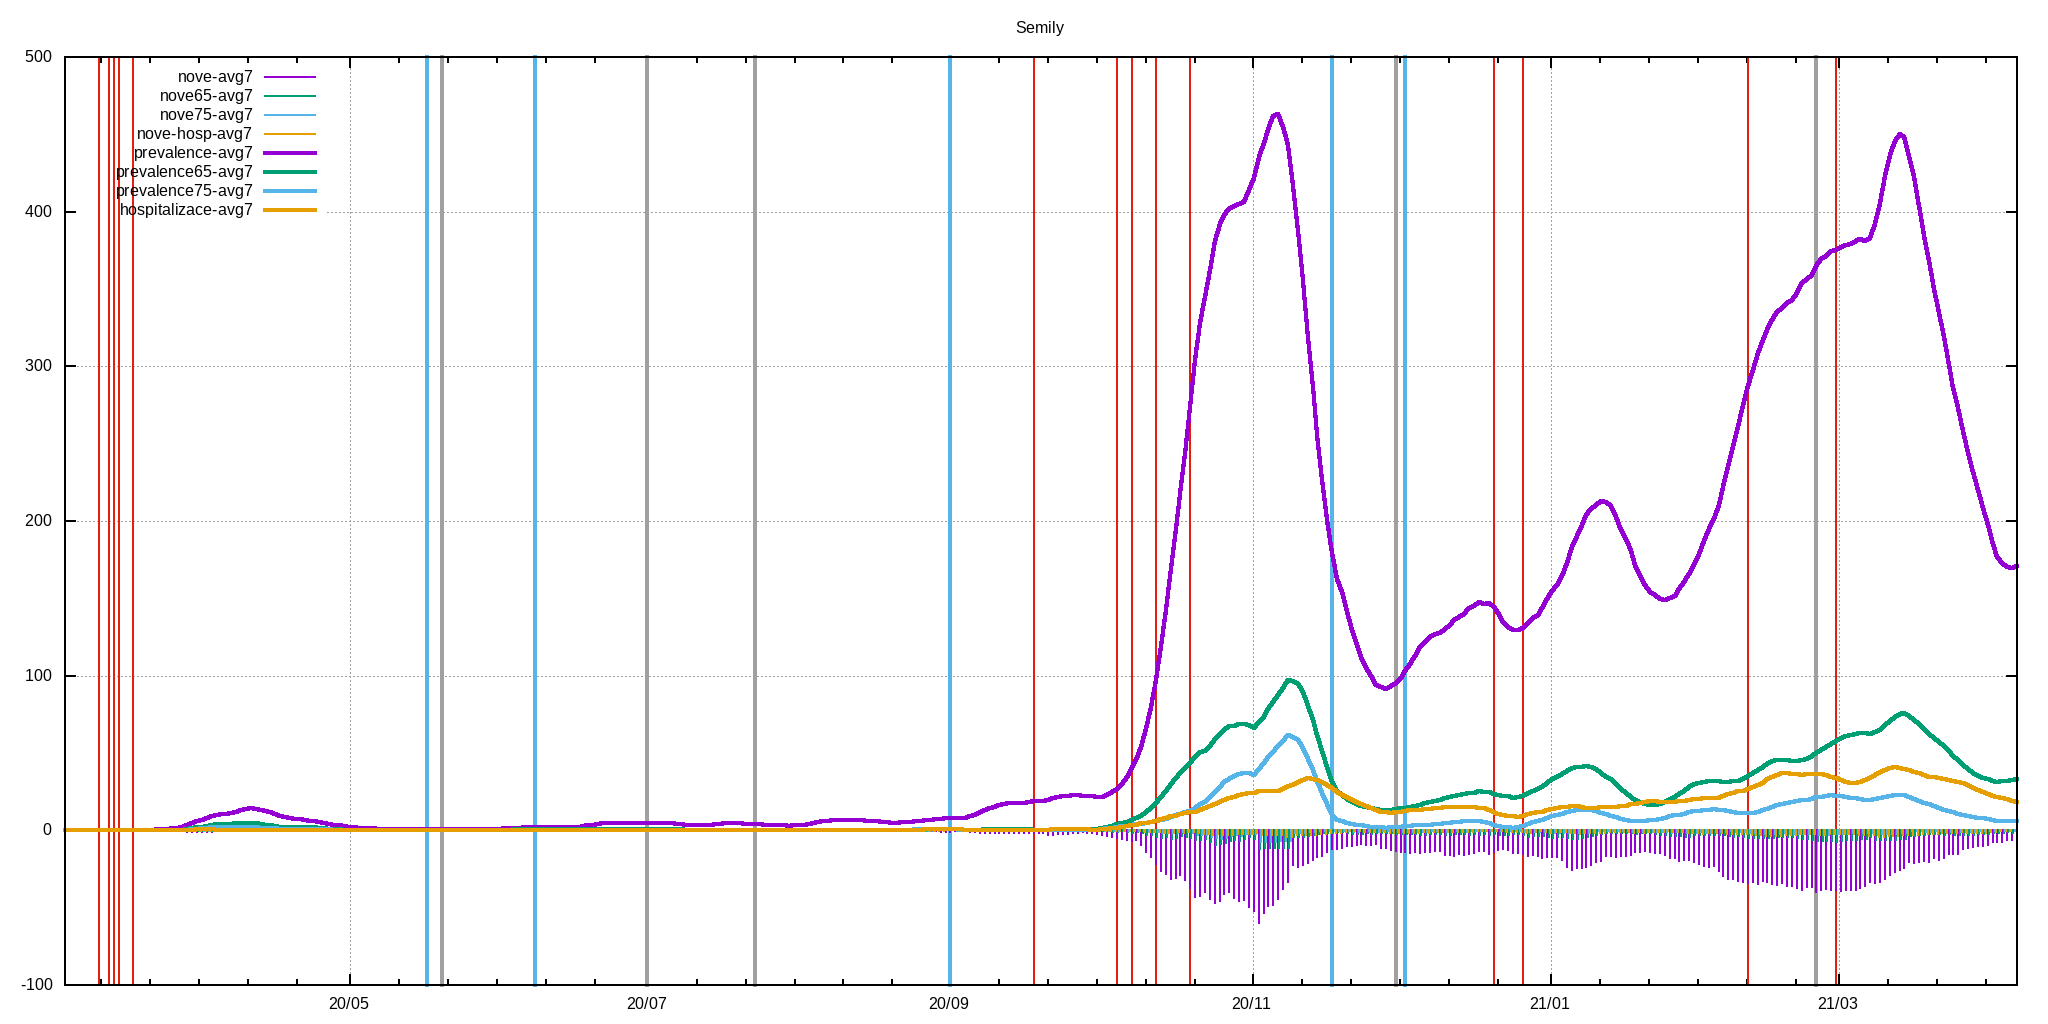 Semily
500
nove-avg7
nove65-avg7
nove75-avg7
nove-hosp-avg7
prevalence-avg7
prevalence65-avg7
prevalence75-avg7
hospitalizace-avg7
400
300
200
100
0
-100
20/05 20/07 20/09 20/11 21/01 21/03